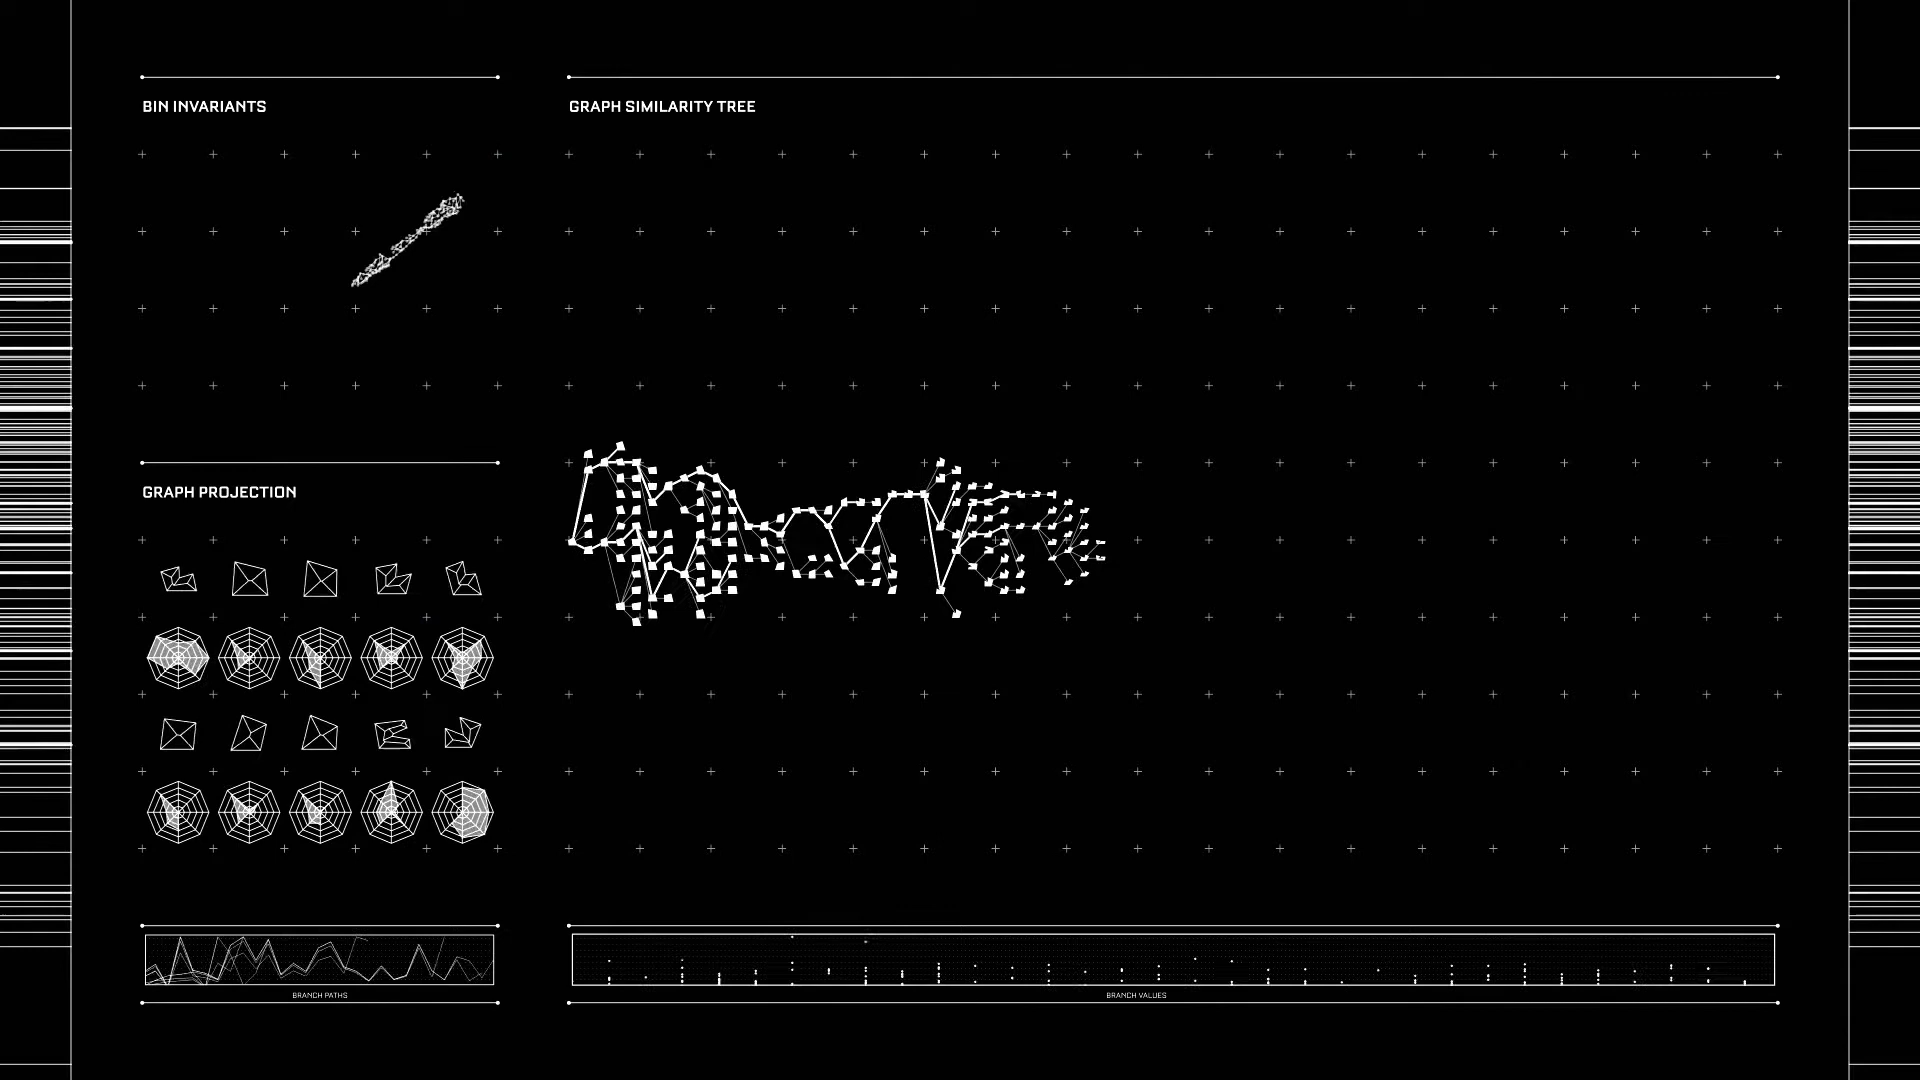 BIN INVARIANTS
GRAPH SIMILARITY TREE
GRAPH PROJECTION
BRANCH PATHS
BRANCH VALUES